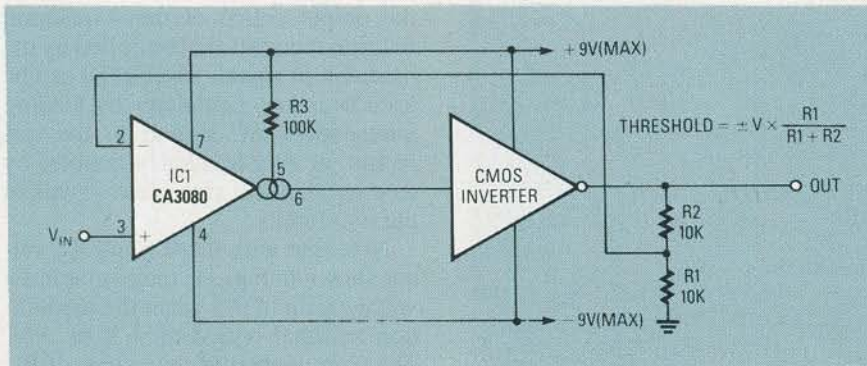 +9V(MAX)
R3
100K
THRESHOLD = ±V × R1
R1 + R2
2
−
7
IC1
CA3080
5
6
CMOS
INVERTER
OUT
V_IN
3
+
4
R2
10K
R1
10K
−9V(MAX)